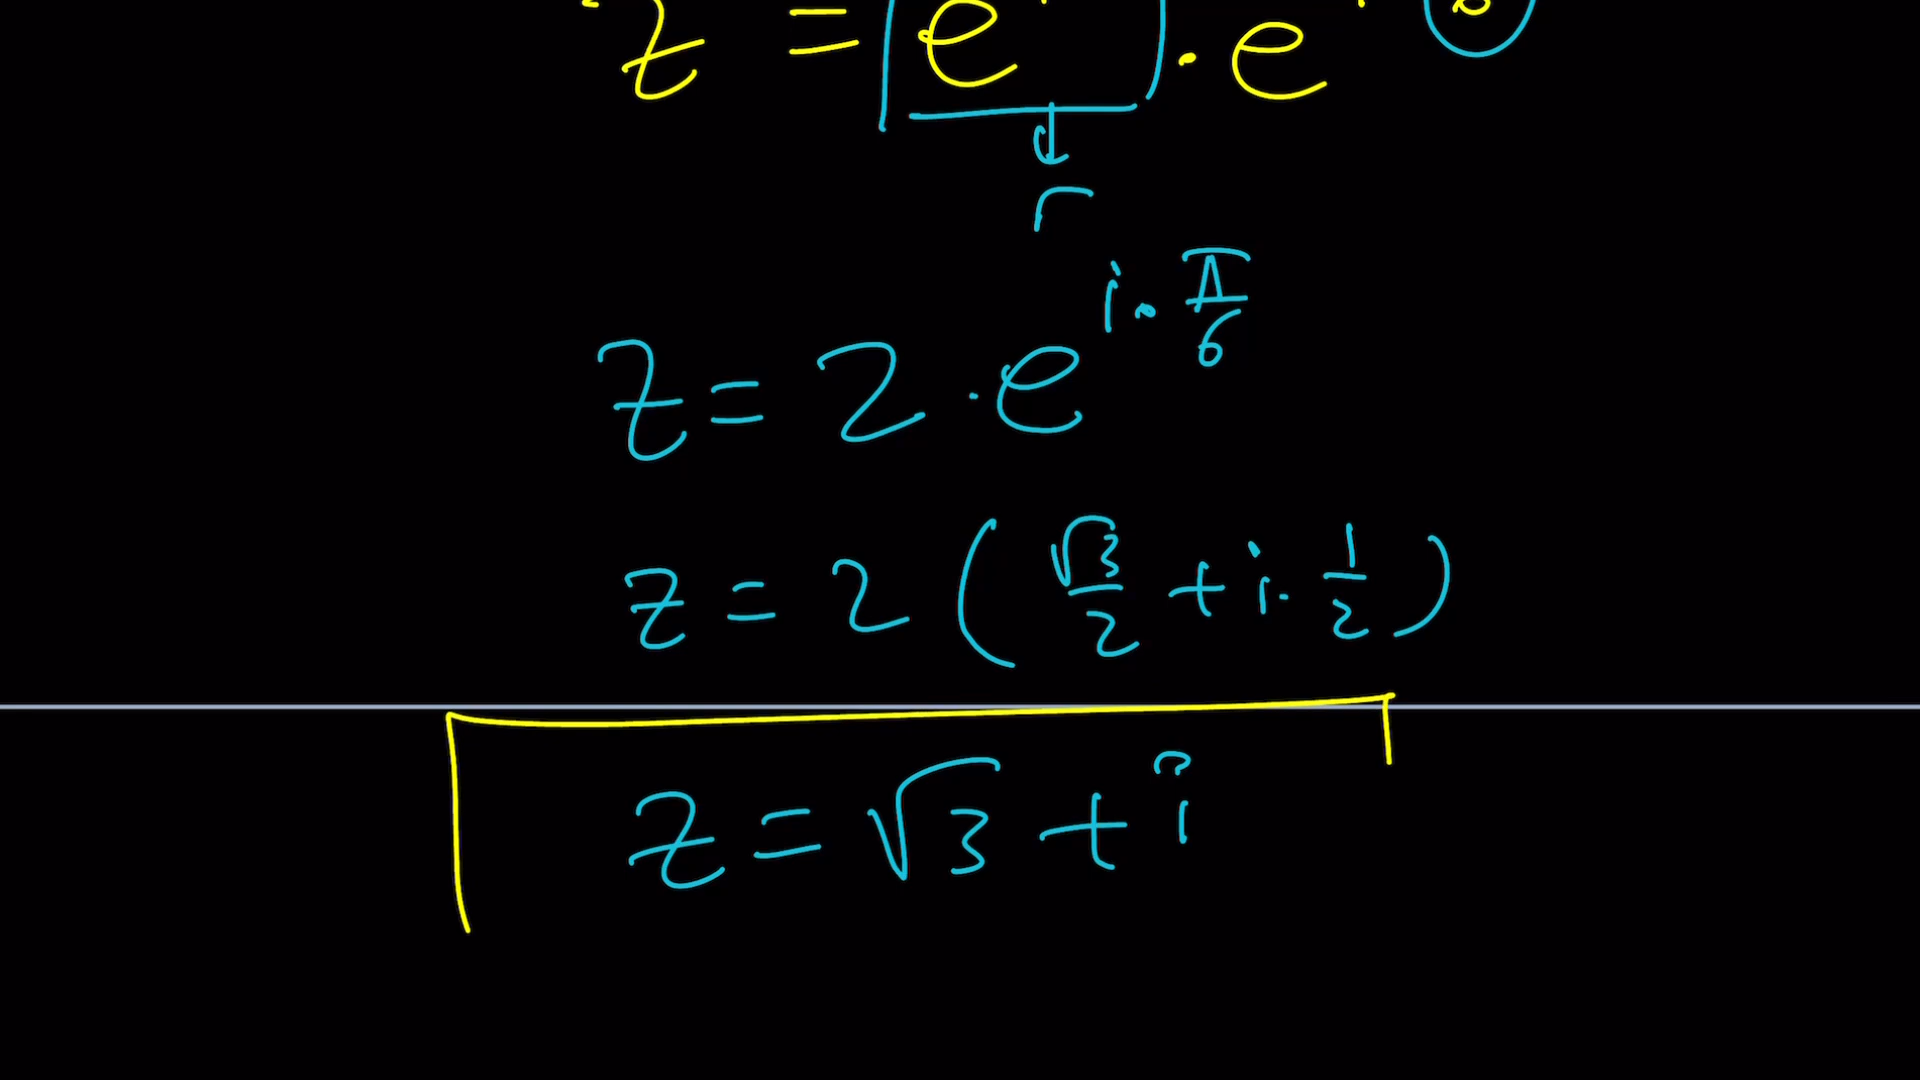 z = (e) · e
r
z = 2 · e^{i · π/6}
z = 2 (√3/2 + i · 1/2)
z = √3 + i